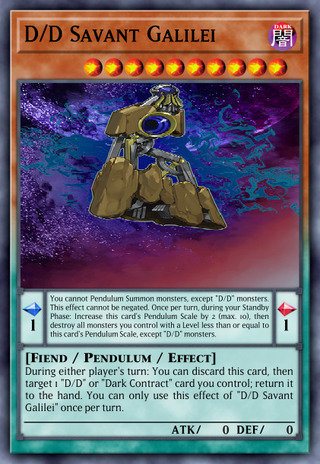 D/D Savant Galilei
DARK
闇
You cannot Pendulum Summon monsters, except "D/D" monsters.
This effect cannot be negated. Once per turn, during your Standby
Phase: Increase this card's Pendulum Scale by 2 (max. 10), then
destroy all monsters you control with a Level less than or equal to
this card's Pendulum Scale, except "D/D" monsters.
1
1
[Fiend / Pendulum / Effect]
During either player's turn: You can discard this card, then
target 1 "D/D" or "Dark Contract" card you control; return it
to the hand. You can only use this effect of "D/D Savant
Galilei" once per turn.
ATK/ 0 DEF/ 0